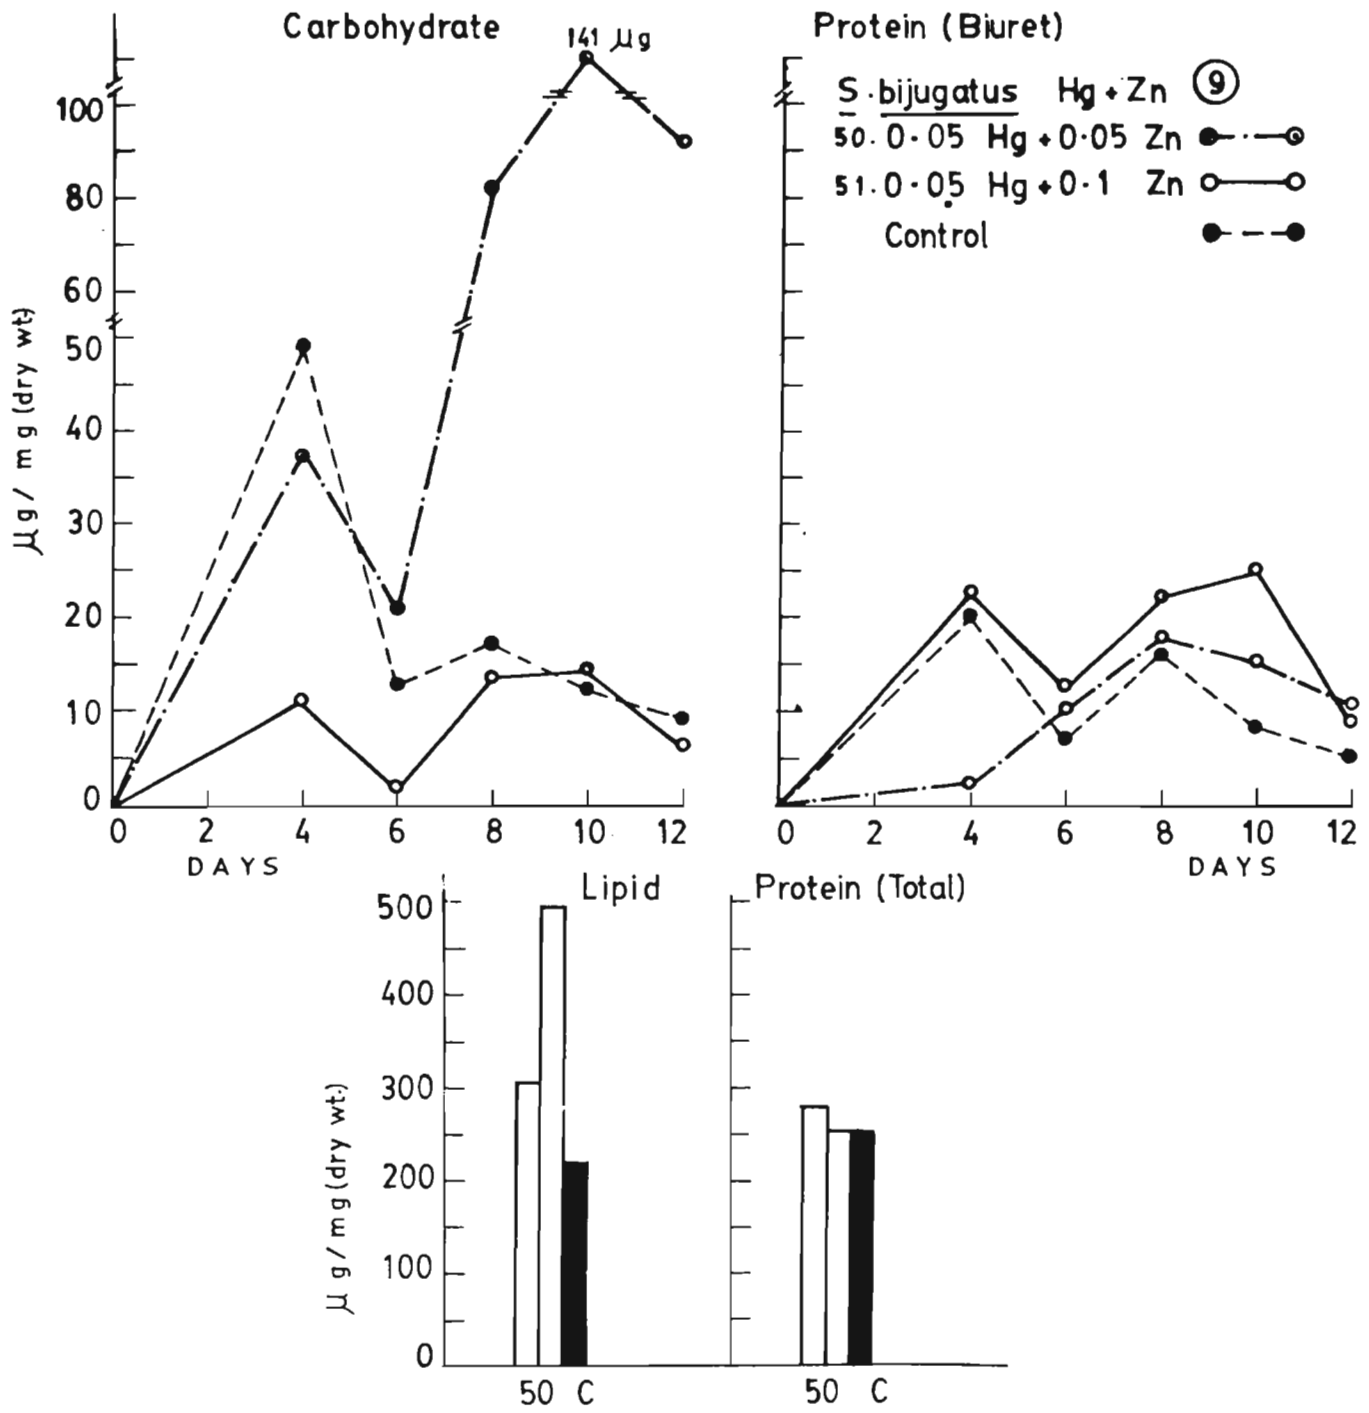 Carbohydrate
141 µg
100
80
60
50
40
30
20
10
0
µg / mg (dry wt.)
0 2 4 6 8 10 12
DAYS
Protein (Biuret)
S. bijugatus Hg + Zn 9
50. 0.05 Hg + 0.05 Zn
51. 0.05 Hg + 0.1 Zn
Control
0 2 4 6 8 10 12
DAYS
Lipid
500
400
300
200
100
0
µg / mg (dry wt.)
50 C
Protein (Total)
50 C